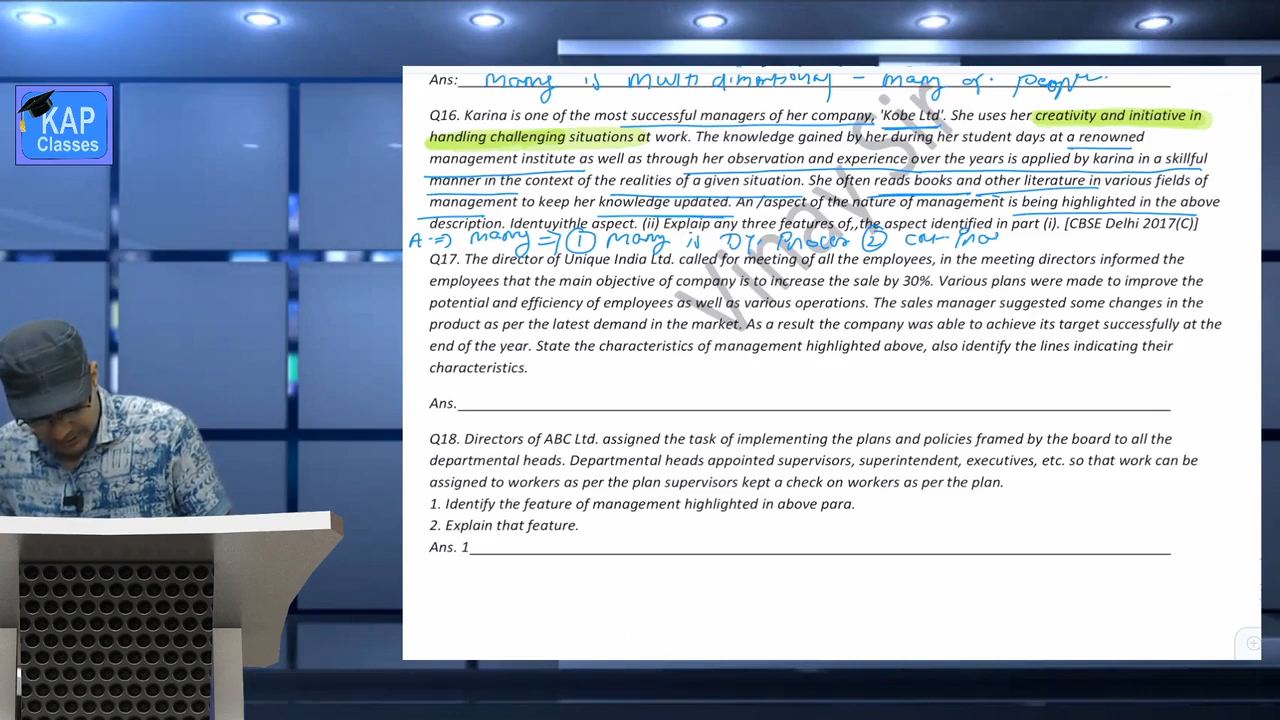 KAP
Classes
Ans: is multi dimensional - of people.
Q16. Karina is one of the most successful managers of her company, 'Kobe Ltd'. She uses her creativity and initiative in
handling challenging situations at work. The knowledge gained by her during her student days at a renowned
management institute as well as through her observation and experience over the years is applied by karina in a skillful
manner in the context of the realities of a given situation. She often reads books and other literature in various fields of
management to keep her knowledge updated. An /aspect of the nature of management is being highlighted in the above
description. Identuyithle aspect. (ii) Explaip any three features of,,the aspect identified in part (i). [CBSE Delhi 2017(C)]
A ⇒ ⇒ ① is ②
Q17. The director of Unique India Ltd. called for meeting of all the employees, in the meeting directors informed the
employees that the main objective of company is to increase the sale by 30%. Various plans were made to improve the
potential and efficiency of employees as well as various operations. The sales manager suggested some changes in the
product as per the latest demand in the market. As a result the company was able to achieve its target successfully at the
end of the year. State the characteristics of management highlighted above, also identify the lines indicating their
characteristics.
Ans.
Q18. Directors of ABC Ltd. assigned the task of implementing the plans and policies framed by the board to all the
departmental heads. Departmental heads appointed supervisors, superintendent, executives, etc. so that work can be
assigned to workers as per the plan supervisors kept a check on workers as per the plan.
1. Identify the feature of management highlighted in above para.
2. Explain that feature.
Ans. 1
Vinay Sir